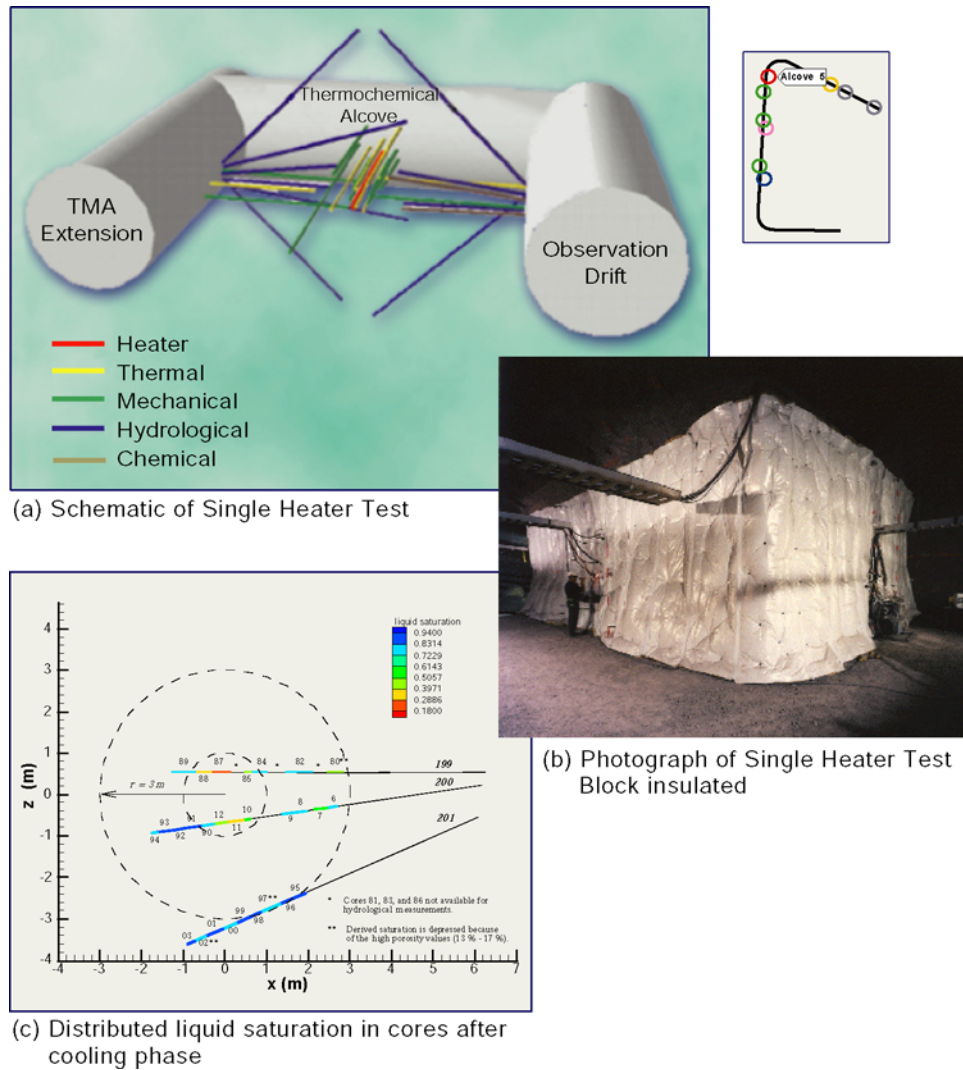 Thermochemical
Alcove
TMA
Extension
Observation
Drift
Heater
Thermal
Mechanical
Hydrological
Chemical
Alcove 5
(a) Schematic of Single Heater Test
(b) Photograph of Single Heater Test
Block insulated
liquid saturation
0.9400
0.8314
0.7229
0.6143
0.5057
0.3971
0.2886
0.1800
4
3
2
1
0
-1
-2
-3
-4
z (m)
r = 3 m
89 87 * 84 * 82 * 80**
88 85
199
200
201
93 91 12 10 8 6
94 92 90 11 9 7
95
97**
96
99
98
01
00
03
02**
* Cores 81, 83, and 86 not available for
hydrological measurements.
** Derived saturation is depressed because
of the high porosity values (13 % - 17 %).
-4 -3 -2 -1 0 1 2 3 4 5 6 7
x (m)
(c) Distributed liquid saturation in cores after
cooling phase